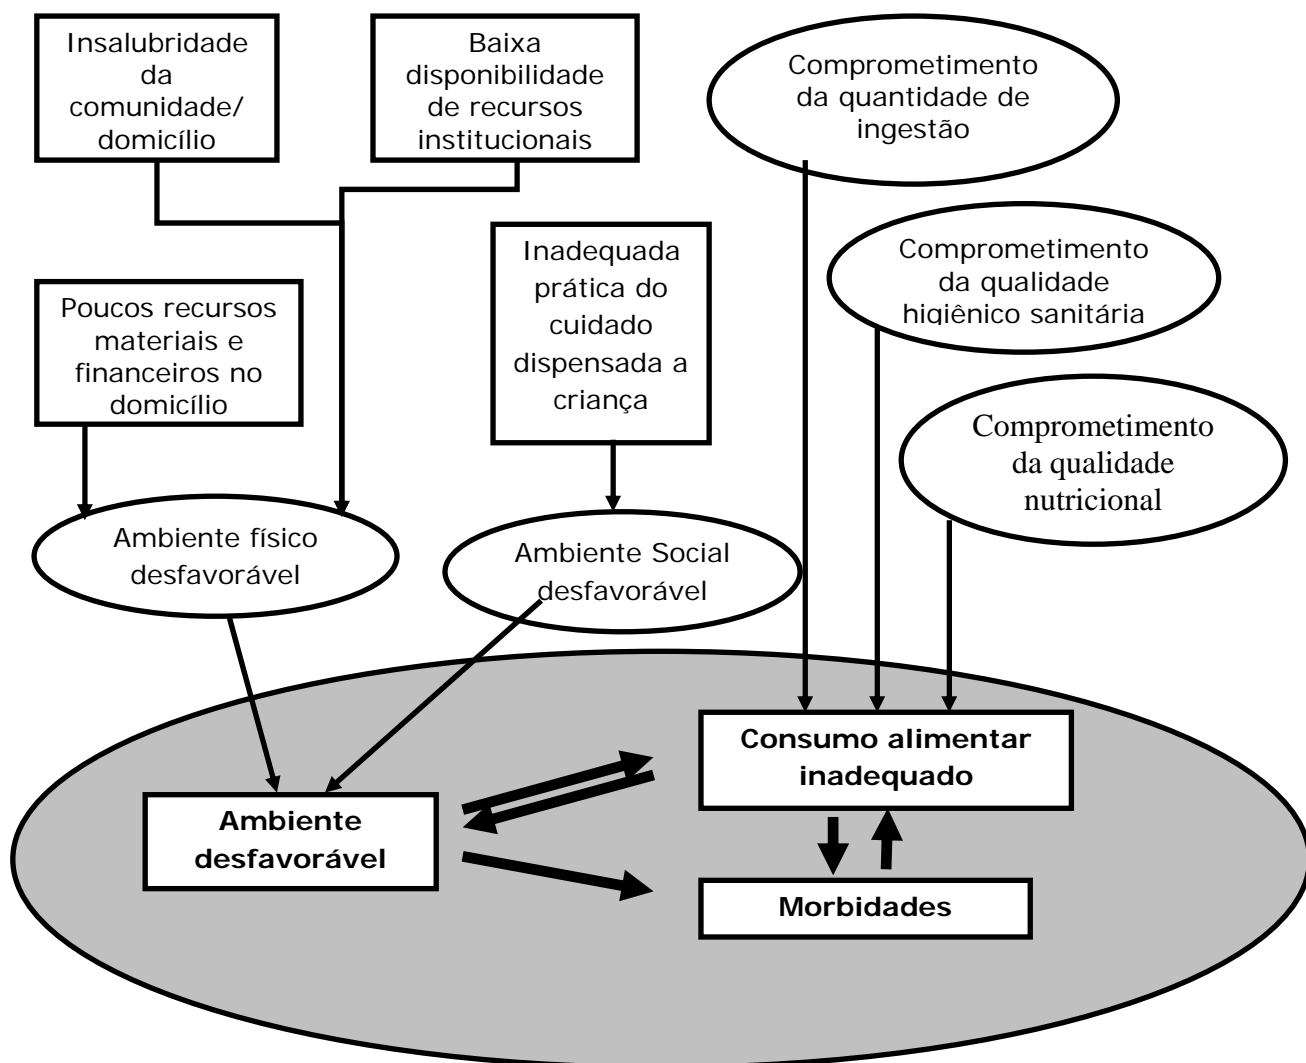 Insalubridade
da
comunidade/
domicílio
Baixa
disponibilidade
de recursos
institucionais
Comprometimento
da quantidade de
ingestão
Inadequada
prática do
cuidado
dispensada a
criança
Comprometimento
da qualidade
higiênico sanitária
Poucos recursos
materiais e
financeiros no
domicílio
Comprometimento
da qualidade
nutricional
Ambiente físico
desfavorável
Ambiente Social
desfavorável
Consumo alimentar
inadequado
Ambiente
desfavorável
Morbidades